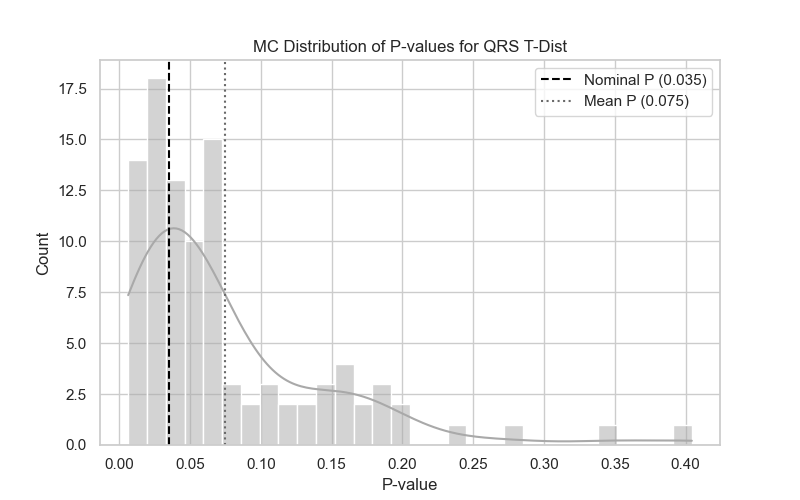 MC Distribution of P-values for QRS T-Dist
Nominal P (0.035)
Mean P (0.075)
Count
17.5
15.0
12.5
10.0
7.5
5.0
2.5
0.0
0.00 0.05 0.10 0.15 0.20 0.25 0.30 0.35 0.40
P-value